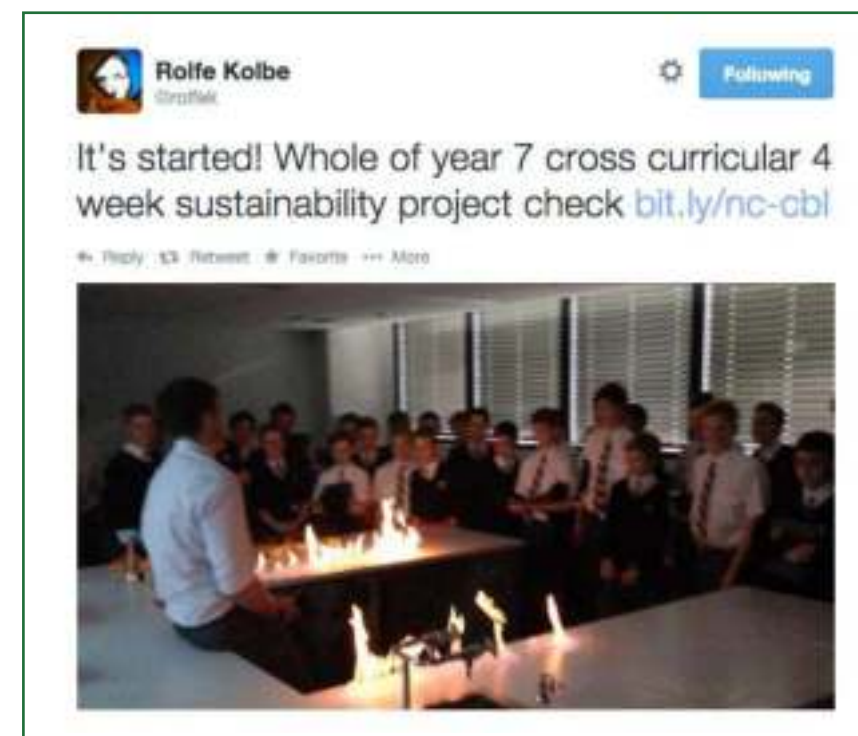 Rolfe Kolbe
Following
It's started! Whole of year 7 cross curricular 4
week sustainability project check bit.ly/nc-cbl
Reply Retweet Favorite More